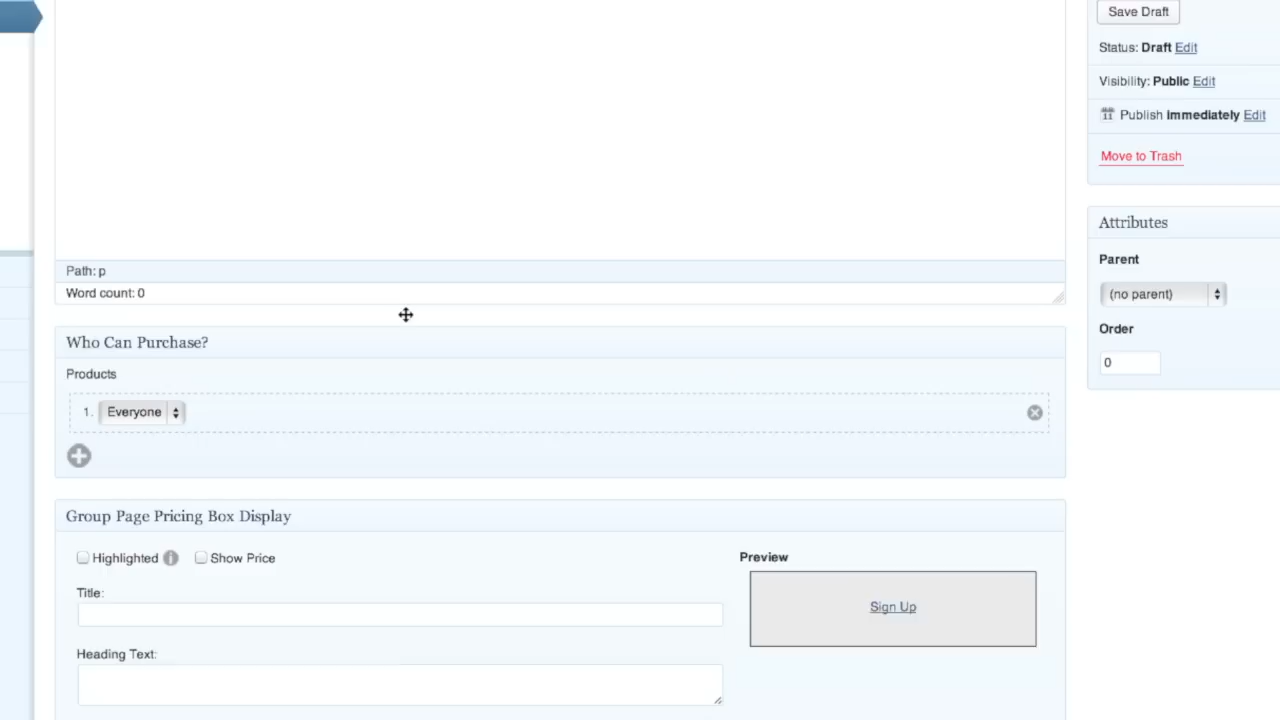 Save Draft
Status: Draft Edit
Visibility: Public Edit
11 Publish immediately Edit
Move to Trash
Attributes
Parent
(no parent)
Order
0
Path: p
Word count: 0
Who Can Purchase?
Products
1. Everyone
Group Page Pricing Box Display
Highlighted i Show Price
Title:
Heading Text:
Preview
Sign Up